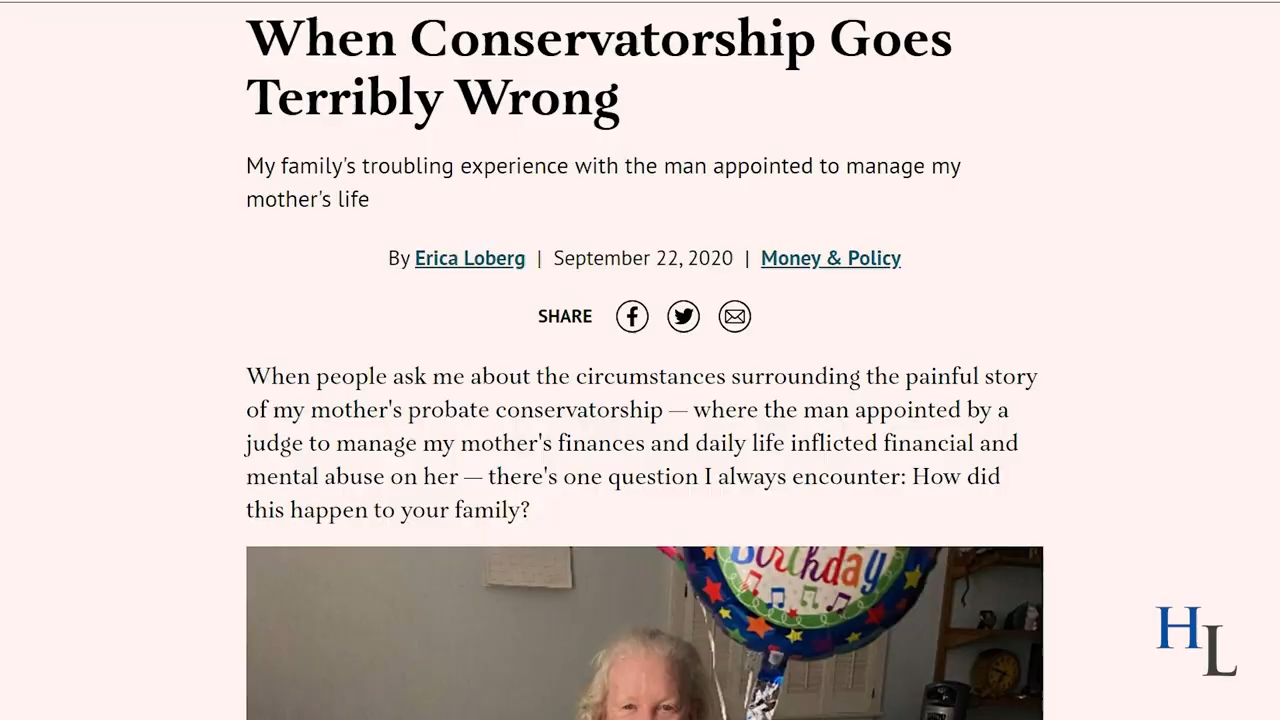 When Conservatorship Goes
Terribly Wrong
My family's troubling experience with the man appointed to manage my
mother's life
By Erica Loberg | September 22, 2020 | Money & Policy
SHARE
When people ask me about the circumstances surrounding the painful story
of my mother's probate conservatorship — where the man appointed by a
judge to manage my mother's finances and daily life inflicted financial and
mental abuse on her — there's one question I always encounter: How did
this happen to your family?
Birthday
HL